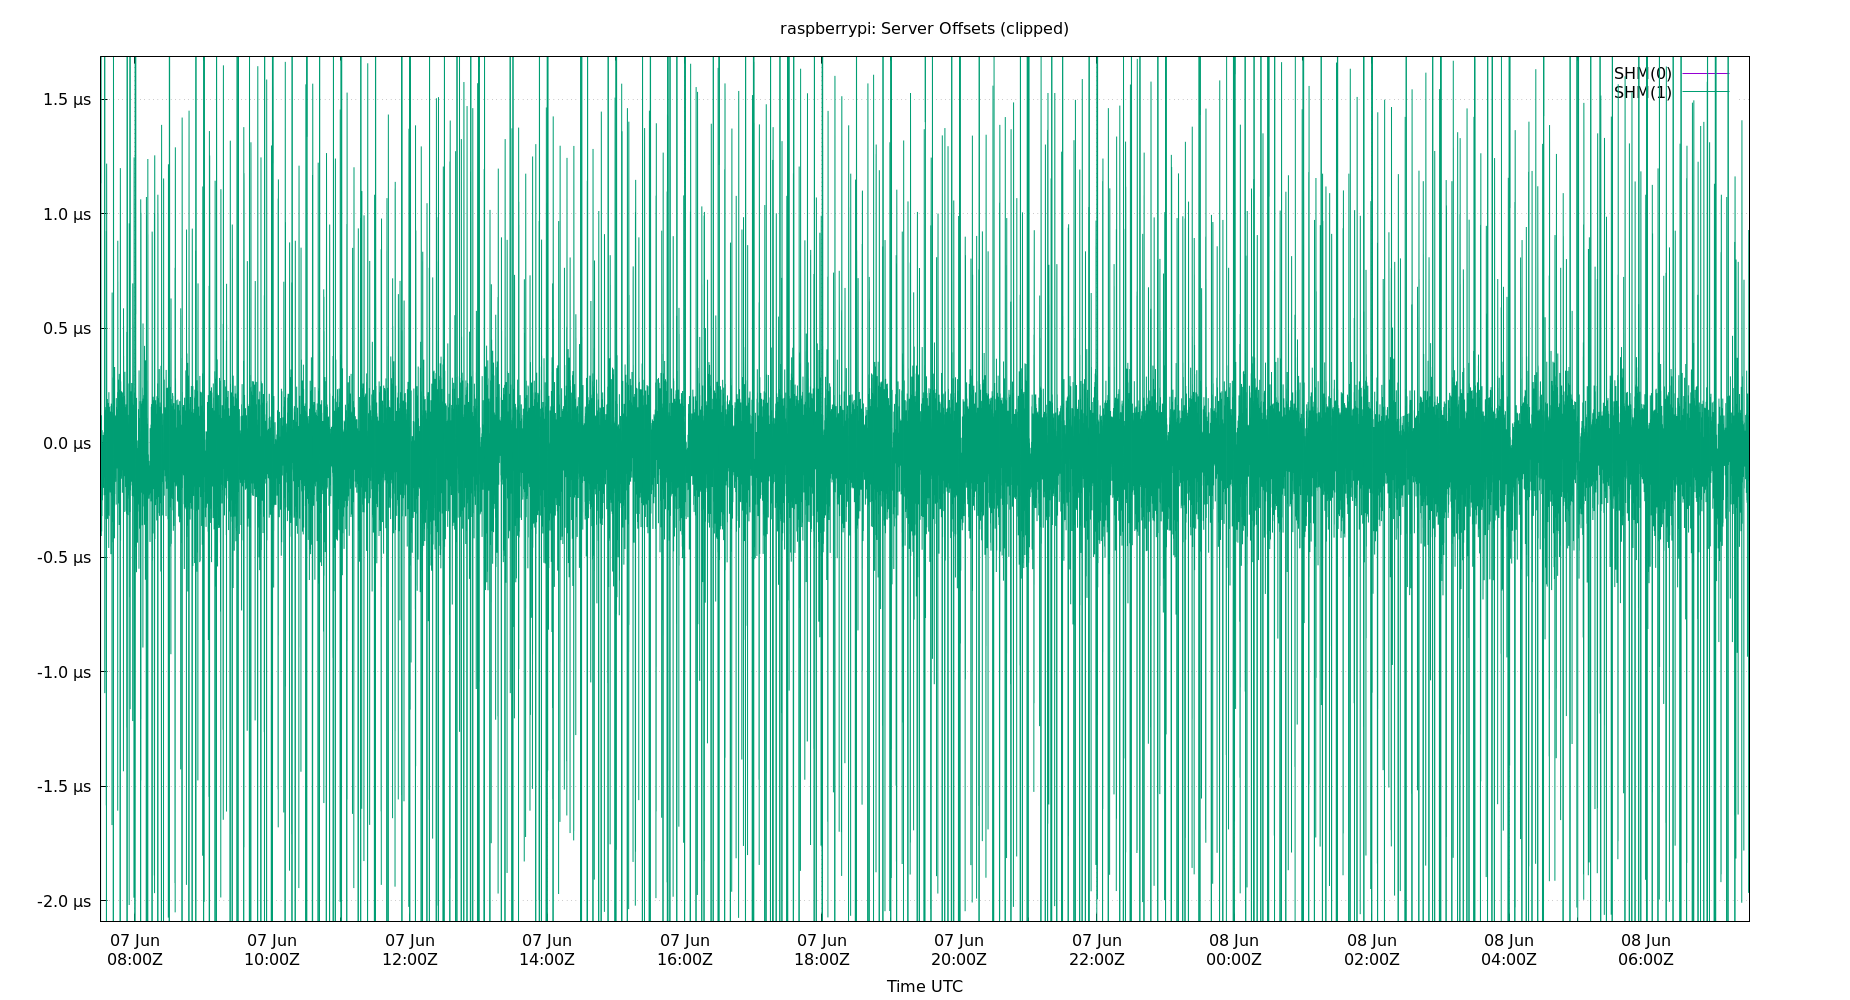 raspberrypi: Server Offsets (clipped)
SHM(0)
SHM(1)
1.5 µs
1.0 µs
0.5 µs
0.0 µs
-0.5 µs
-1.0 µs
-1.5 µs
-2.0 µs
07 Jun 07 Jun 07 Jun 07 Jun 07 Jun 07 Jun 07 Jun 07 Jun 08 Jun 08 Jun 08 Jun 08 Jun
08:00Z 10:00Z 12:00Z 14:00Z 16:00Z 18:00Z 20:00Z 22:00Z 00:00Z 02:00Z 04:00Z 06:00Z
Time UTC